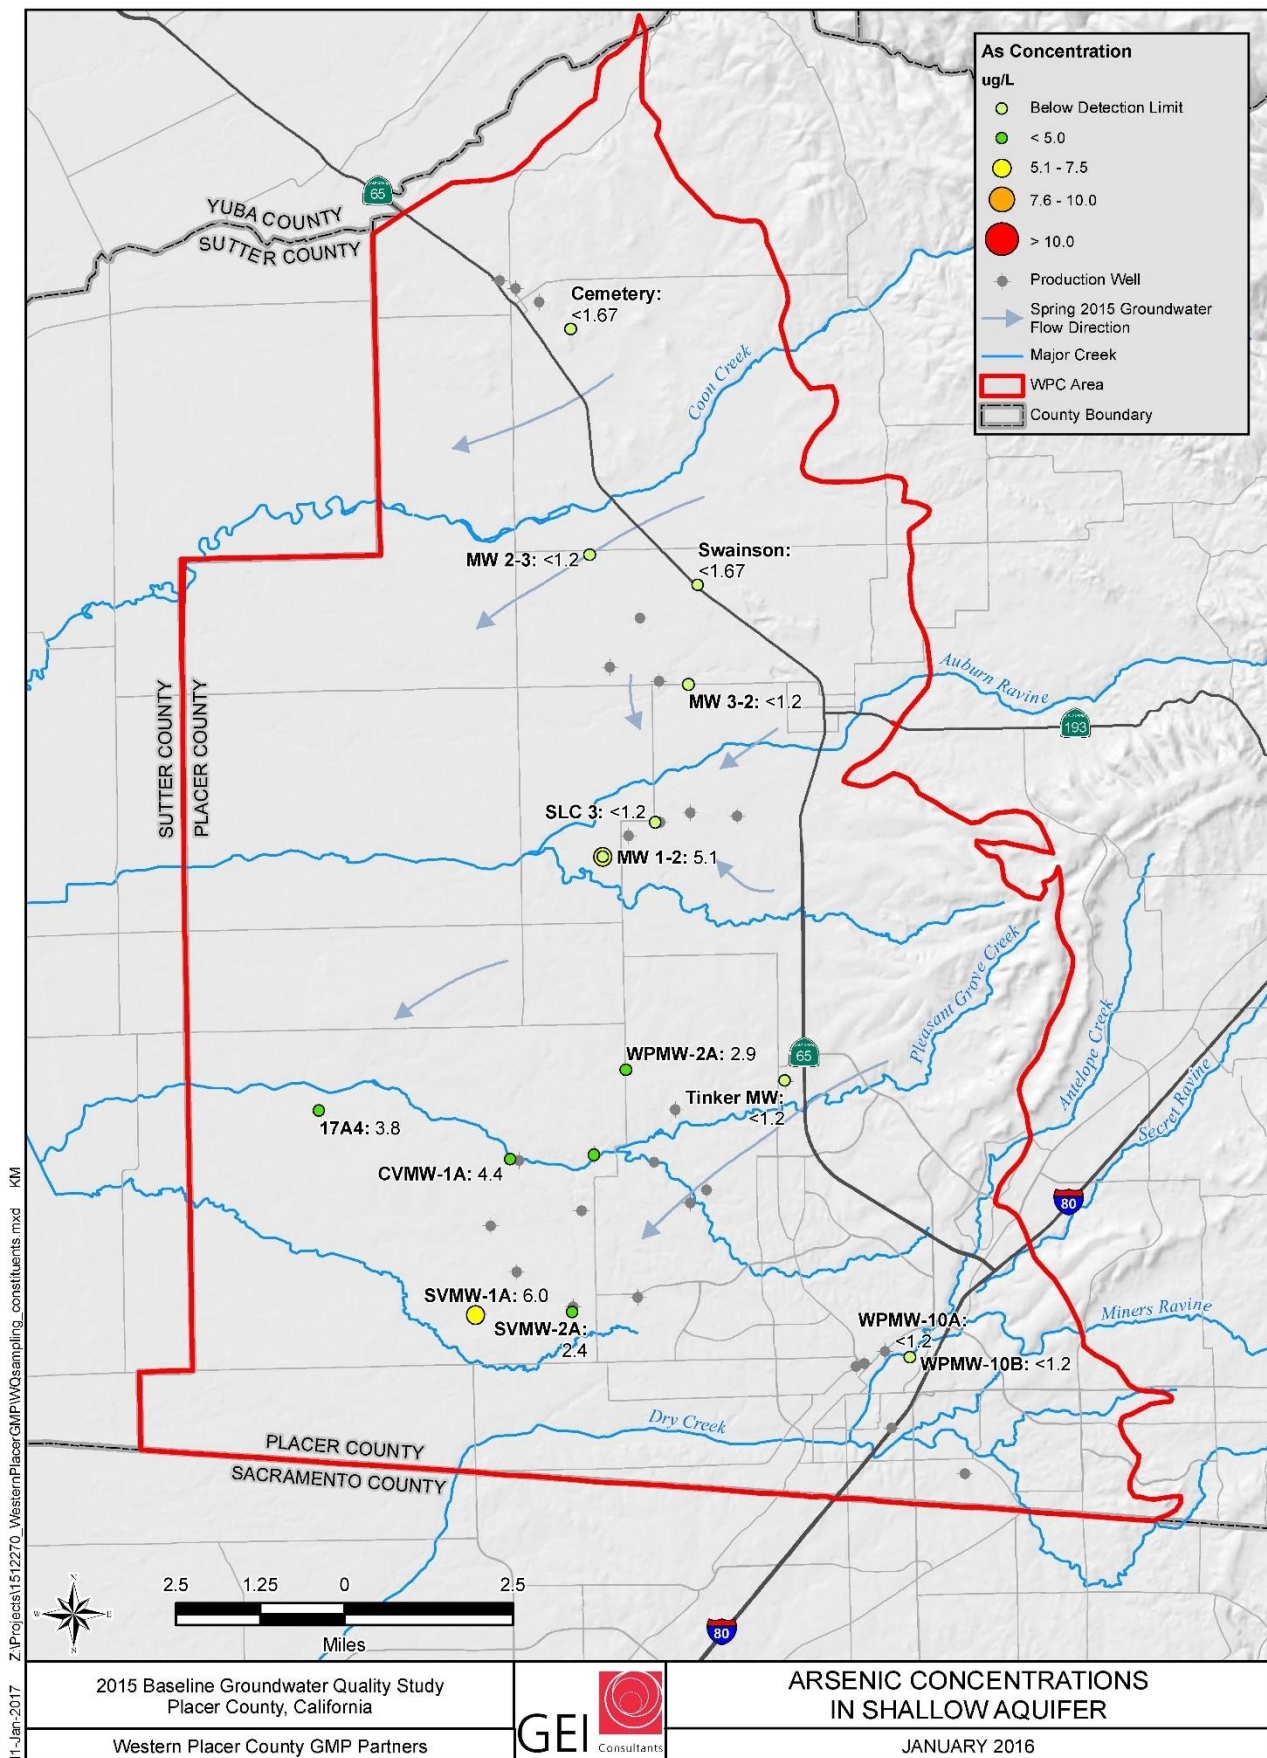 As Concentration
ug/L
Below Detection Limit
< 5.0
5.1 - 7.5
7.6 - 10.0
> 10.0
Production Well
Spring 2015 Groundwater
Flow Direction
Major Creek
WPC Area
County Boundary
65
YUBA COUNTY
SUTTER COUNTY
Cemetery:
<1.67
Coon Creek
MW 2-3: <1.2
Swainson:
<1.67
Auburn Ravine
MW 3-2: <1.2
193
SUTTER COUNTY
PLACER COUNTY
SLC 3: <1.2
MW 1-2: 5.1
Pleasant Grove Creek
Antelope Creek
Secret Ravine
WPMW-2A: 2.9
65
Tinker MW:
<1.2
17A4: 3.8
CVMW-1A: 4.4
80
SVMW-1A: 6.0
SVMW-2A:
2.4
Miners Ravine
WPMW-10A:
<1.2
WPMW-10B: <1.2
Dry Creek
PLACER COUNTY
SACRAMENTO COUNTY
N
W E
2.5 1.25 0 2.5
Miles
80
Z:\Projects\1512270_WesternPlacerGMP\WQsampling_constituents.mxd KM
2015 Baseline Groundwater Quality Study
Placer County, California
Western Placer County GMP Partners
GEI Consultants
ARSENIC CONCENTRATIONS
IN SHALLOW AQUIFER
JANUARY 2016